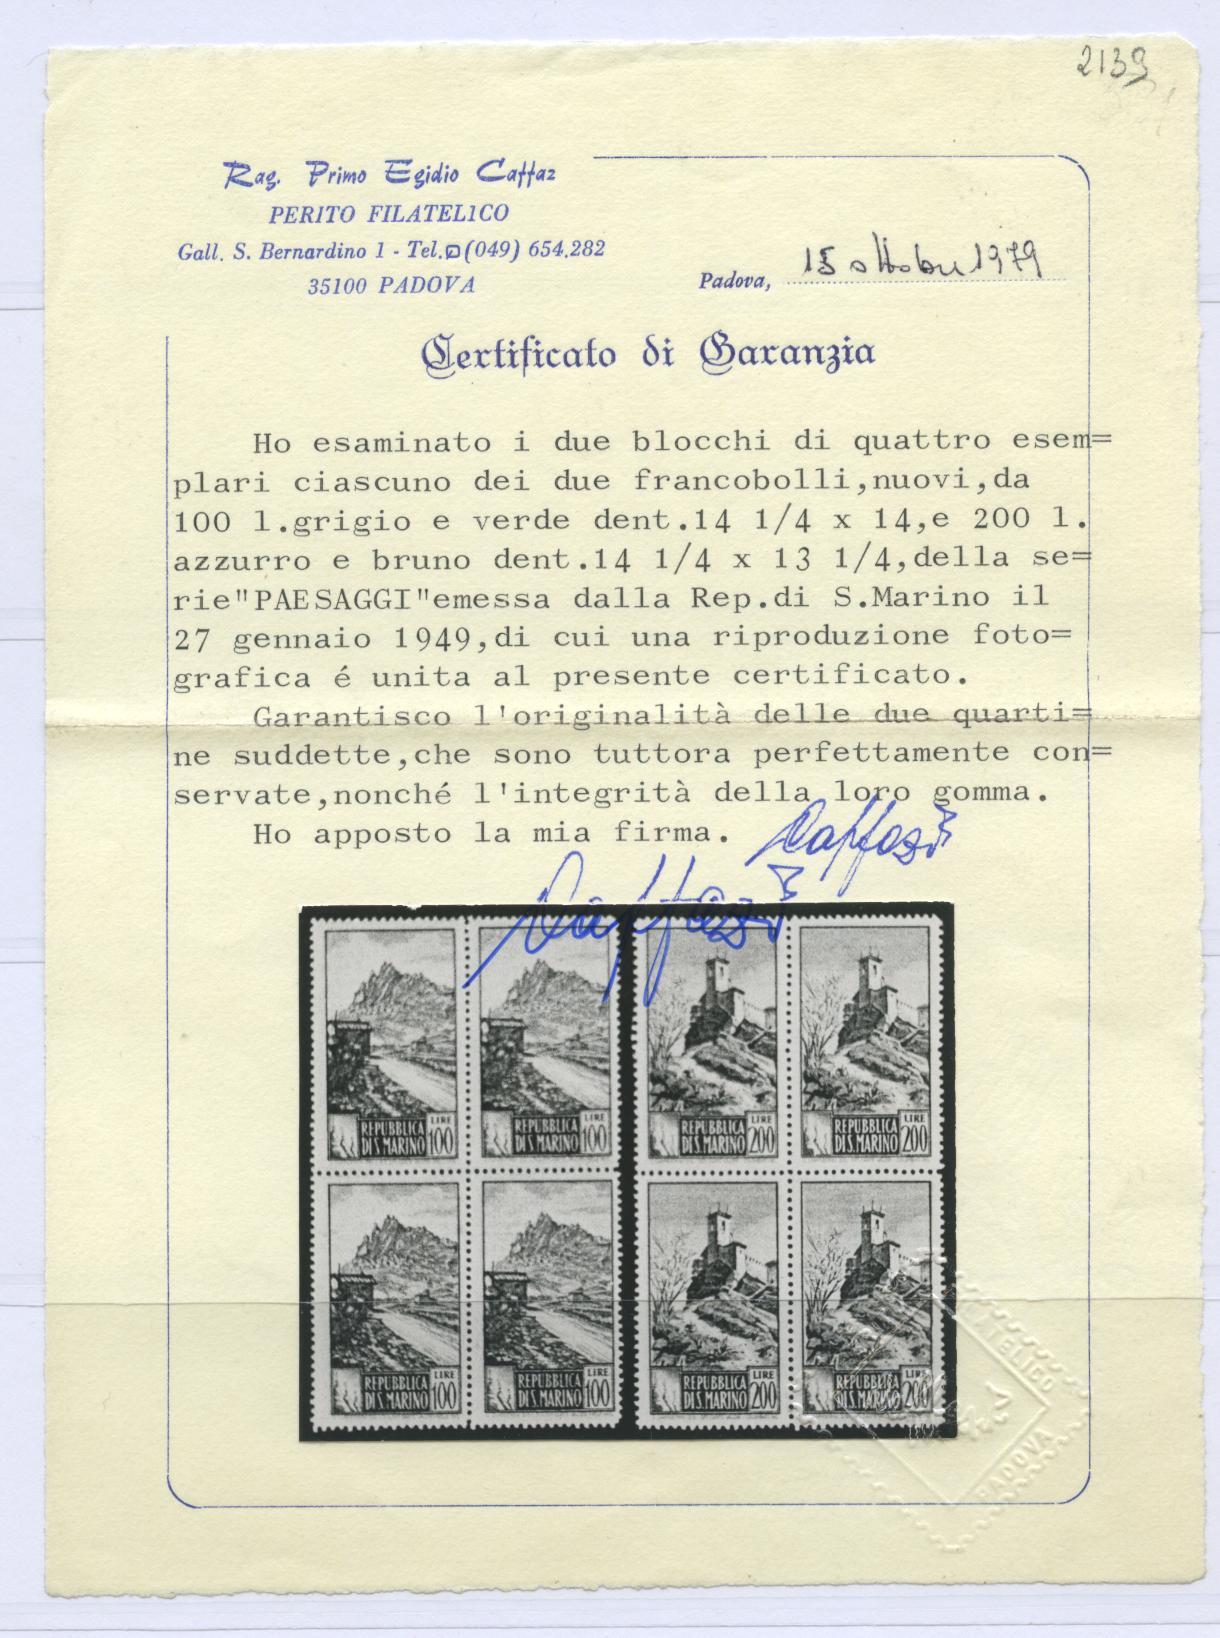 2139
Rag. Primo Egidio Caffaz
PERITO FILATELICO
Gall. S. Bernardino 1 - Tel. (049) 654.282
35100 PADOVA
Padova, 15 ottobre 1979
Certificato di Garanzia
Ho esaminato i due blocchi di quattro esem=
plari ciascuno dei due francobolli,nuovi,da
100 l.grigio e verde dent.14 1/4 x 14,e 200 l.
azzurro e bruno dent.14 1/4 x 13 1/4,della se=
rie"PAESAGGI"emessa dalla Rep.di S.Marino il
27 gennaio 1949,di cui una riproduzione foto=
grafica é unita al presente certificato.
Garantisco l'originalità delle due quarti=
ne suddette,che sono tuttora perfettamente con=
servate,nonché l'integrità della loro gomma.
Ho apposto la mia firma.
Caffaz
Caffaz
REPUBBLICA
DI S. MARINO
LIRE
100
REPUBBLICA
DI S. MARINO
LIRE
100
REPUBBLICA
DI S. MARINO
LIRE
200
REPUBBLICA
DI S. MARINO
LIRE
200
REPUBBLICA
DI S. MARINO
LIRE
100
REPUBBLICA
DI S. MARINO
LIRE
100
REPUBBLICA
DI S. MARINO
LIRE
200
REPUBBLICA
DI S. MARINO
LIRE
200
PADOVA